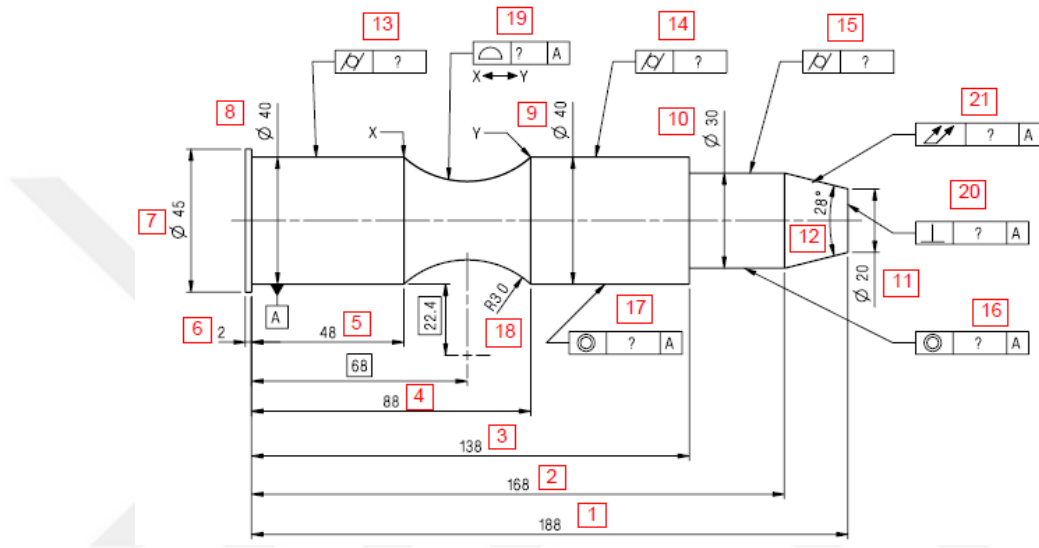 13
19
14
15
⌭ ?
⌓ ? A
X ↔ Y
⌭ ?
⌭ ?
21
8
Ø 40
X
Y
9
Ø 40
10
Ø 30
⌰ ? A
20
7
Ø 45
28°
12
⟂ ? A
Ø 20
11
A
22.4
R30
18
17
16
6
2
48
5
◎ ? A
◎ ? A
68
88
4
138
3
168
2
188
1